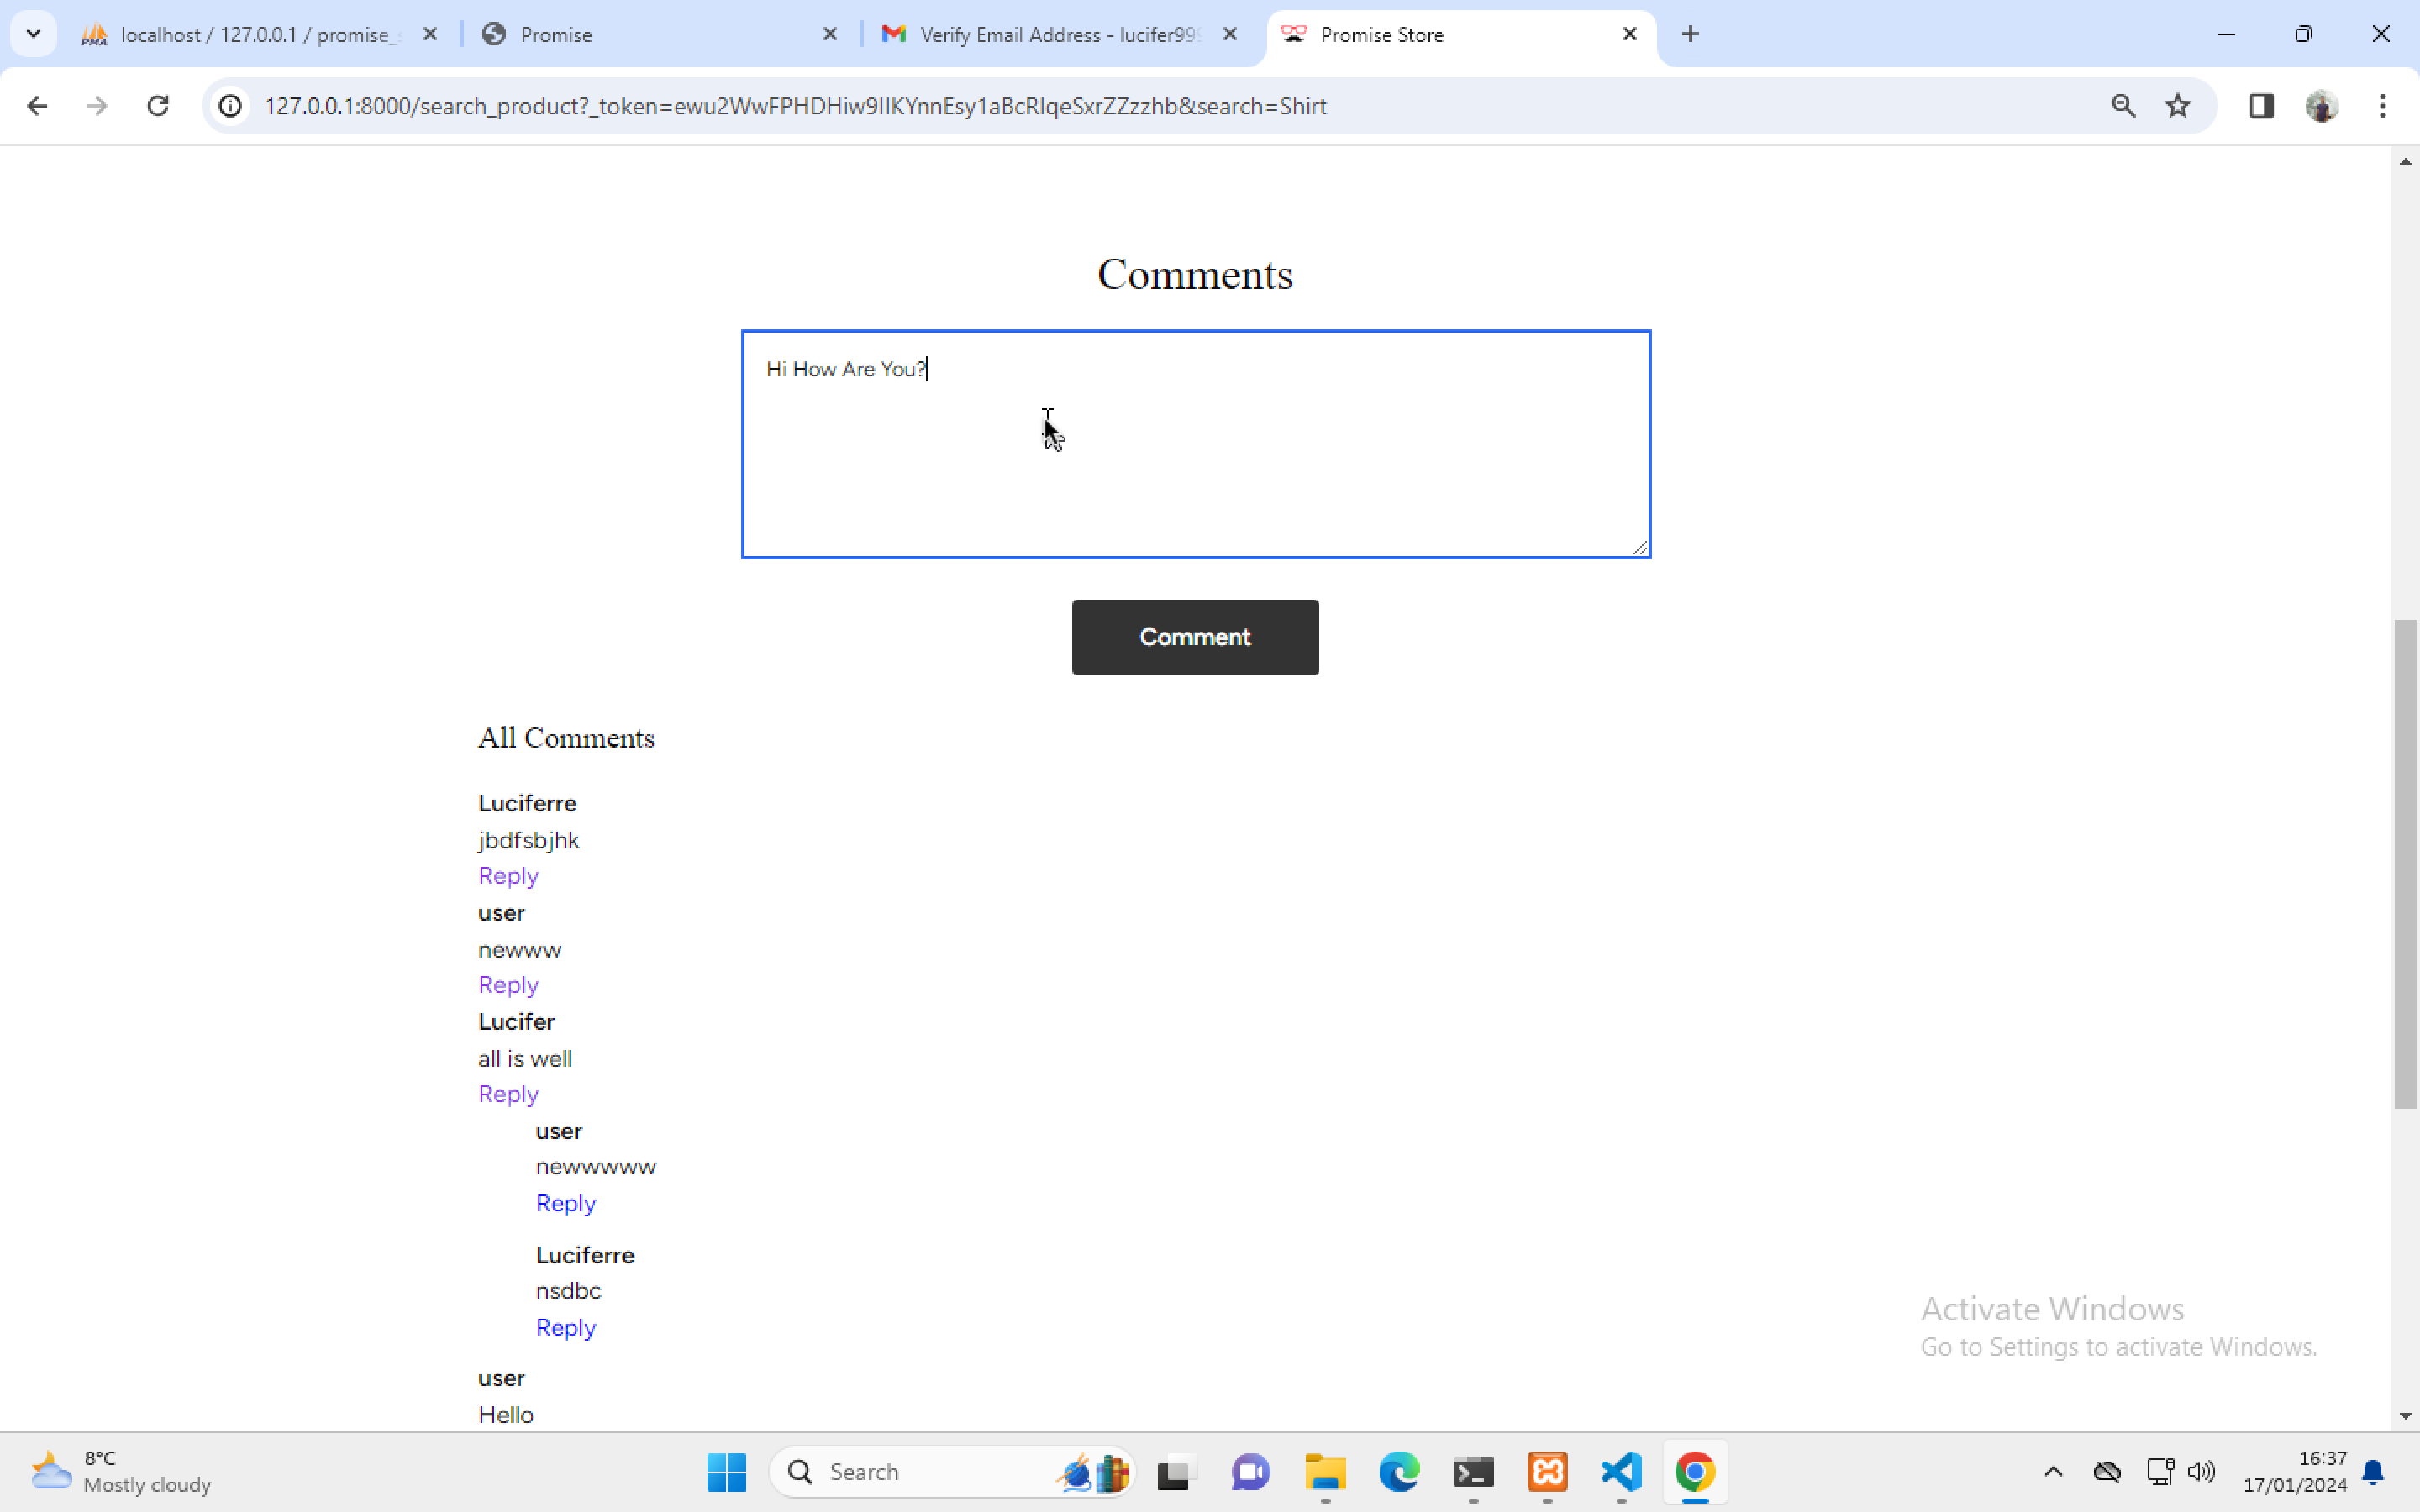 localhost / 127.0.0.1 / promise_s
Promise
Verify Email Address - lucifer999
Promise Store
127.0.0.1:8000/search_product?_token=ewu2WwFPHDHiw9IIKYnnEsy1aBcRIqeSxrZZzzhb&search=Shirt
Comments
Hi How Are You?
Comment
All Comments
Luciferre
jbdfsbjhk
Reply
user
newww
Reply
Lucifer
all is well
Reply
user
newwwww
Reply
Luciferre
nsdbc
Reply
user
Hello
Activate Windows
Go to Settings to activate Windows.
8°C
Mostly cloudy
Search
16:37
17/01/2024